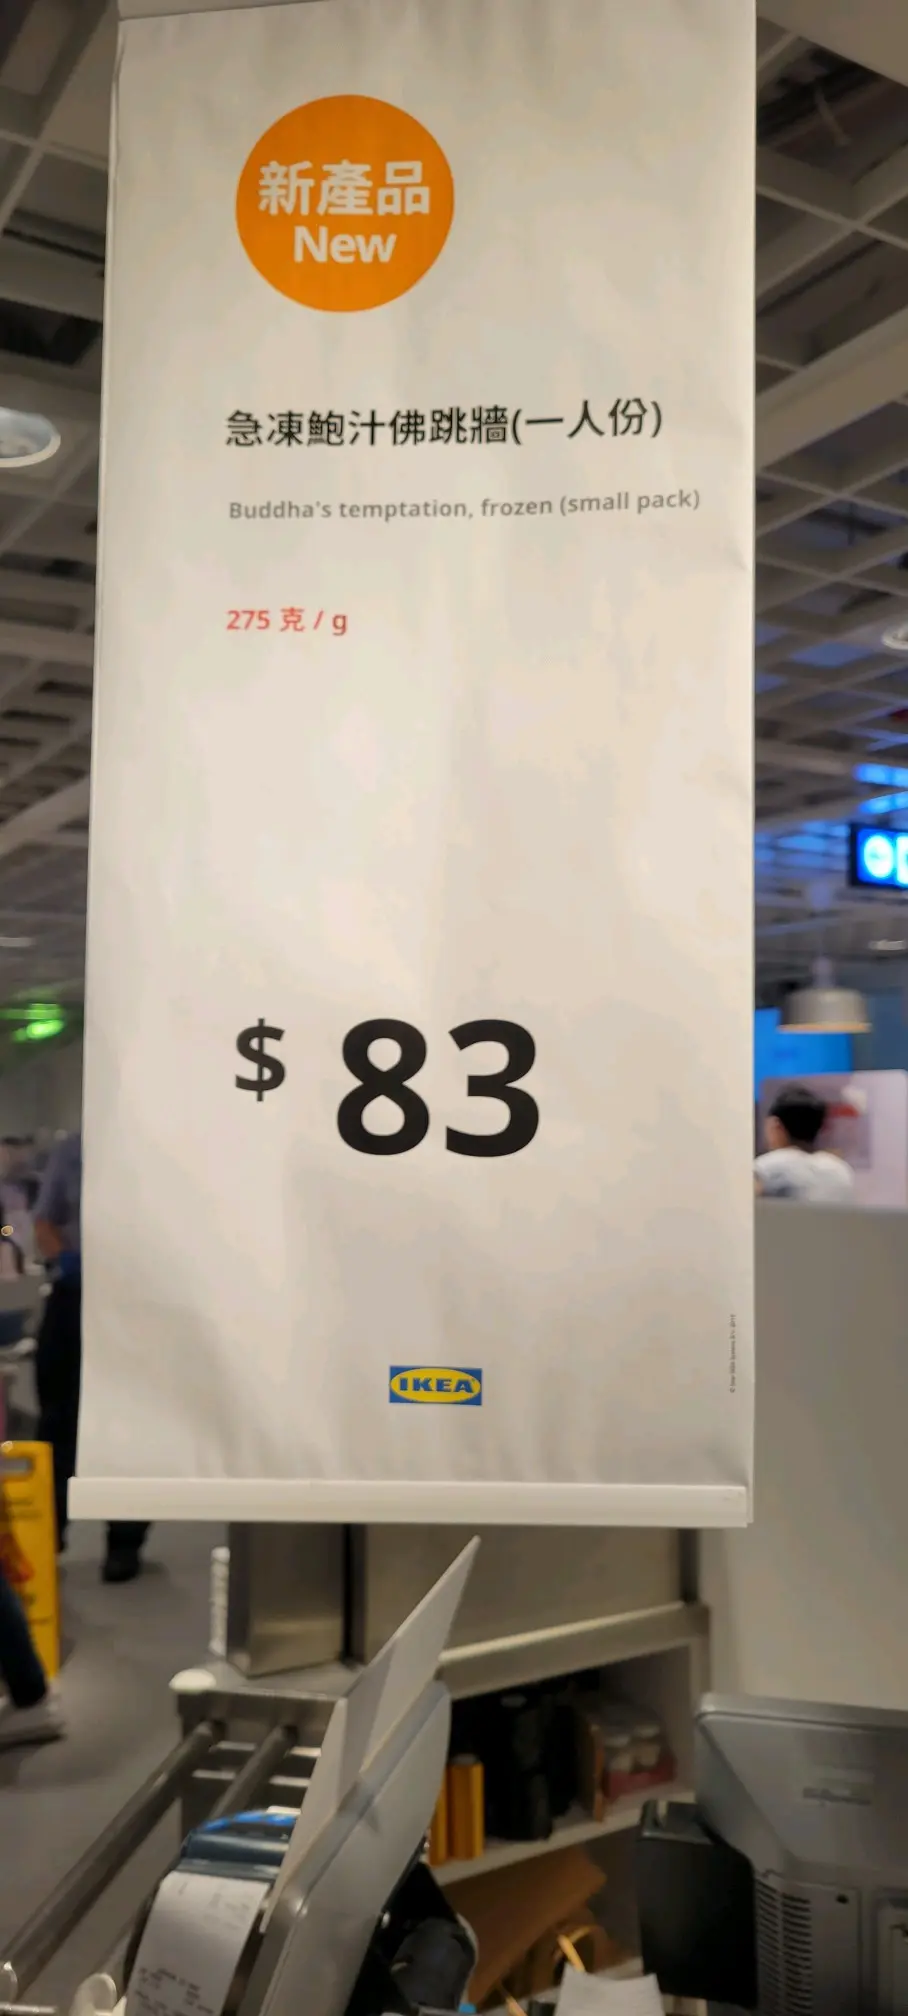 新產品
New
急凍鮑汁佛跳牆(一人份)
Buddha's temptation, frozen (small pack)
275 克 / g
$ 83
IKEA